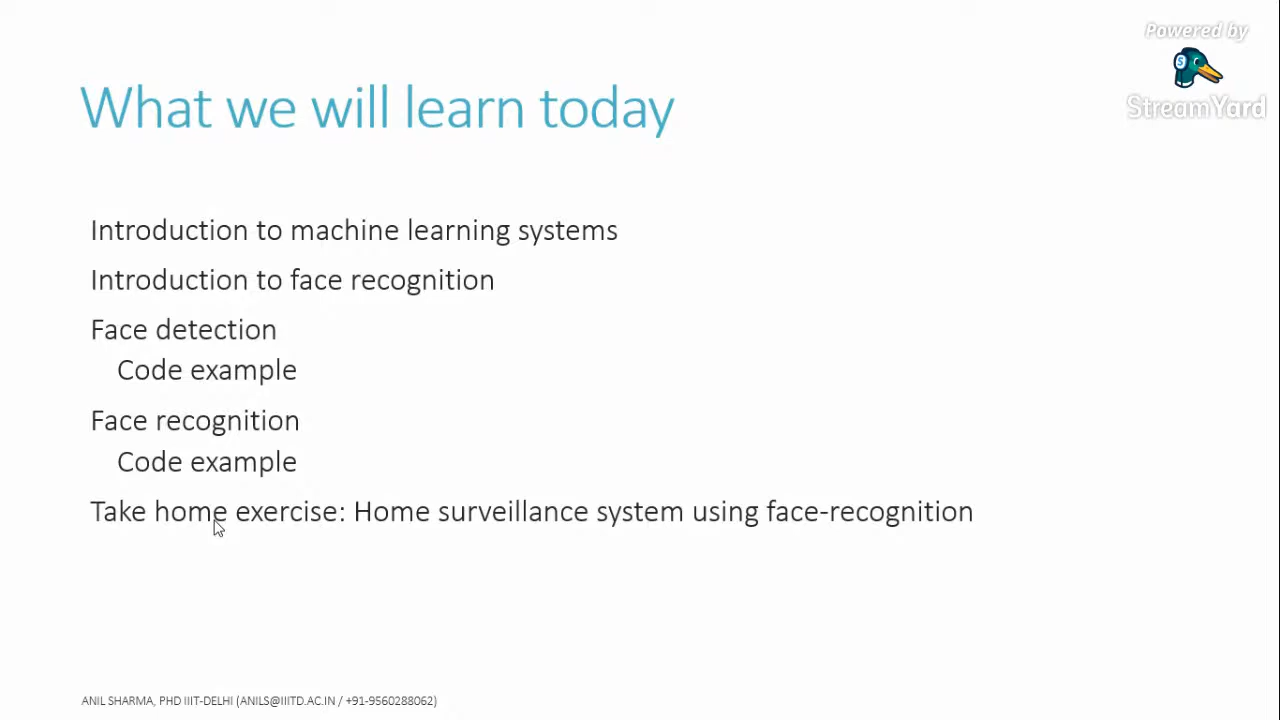 Powered by
StreamYard
What we will learn today
Introduction to machine learning systems
Introduction to face recognition
Face detection
Code example
Face recognition
Code example
Take home exercise: Home surveillance system using face-recognition
ANIL SHARMA, PHD IIIT-DELHI (ANILS@IIITD.AC.IN / +91-9560288062)